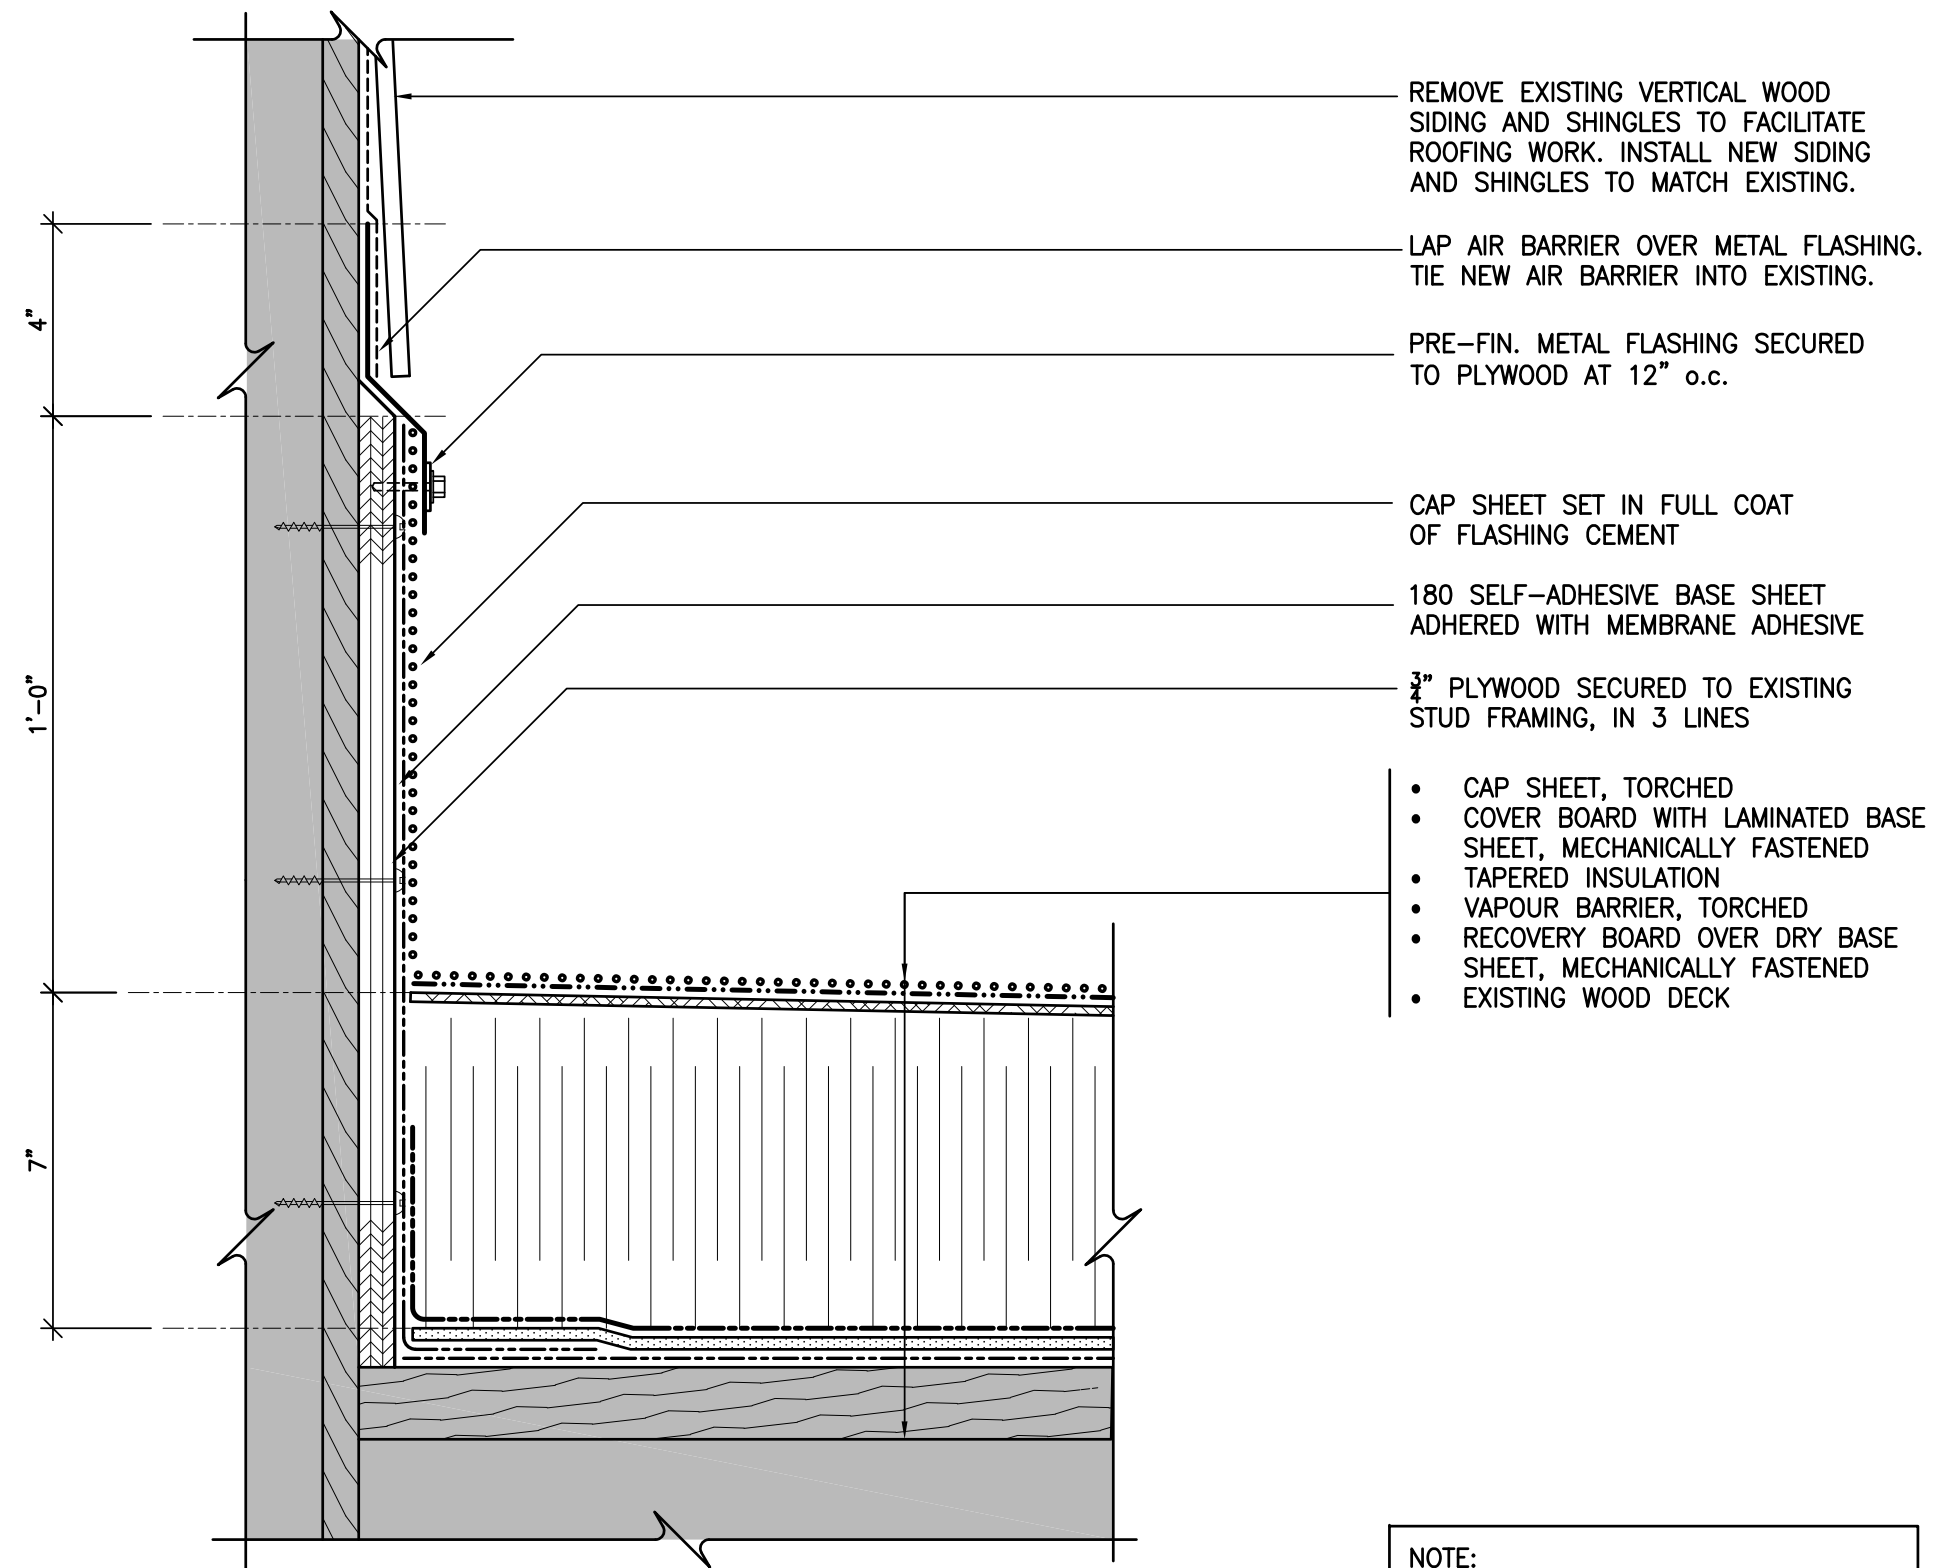 REMOVE EXISTING VERTICAL WOOD
SIDING AND SHINGLES TO FACILITATE
ROOFING WORK. INSTALL NEW SIDING
AND SHINGLES TO MATCH EXISTING.
LAP AIR BARRIER OVER METAL FLASHING.
TIE NEW AIR BARRIER INTO EXISTING.
4"
PRE-FIN. METAL FLASHING SECURED
TO PLYWOOD AT 12" o.c.
CAP SHEET SET IN FULL COAT
OF FLASHING CEMENT
180 SELF-ADHESIVE BASE SHEET
ADHERED WITH MEMBRANE ADHESIVE
1'-0"
3/4" PLYWOOD SECURED TO EXISTING
STUD FRAMING, IN 3 LINES
• CAP SHEET, TORCHED
• COVER BOARD WITH LAMINATED BASE
SHEET, MECHANICALLY FASTENED
• TAPERED INSULATION
• VAPOUR BARRIER, TORCHED
• RECOVERY BOARD OVER DRY BASE
SHEET, MECHANICALLY FASTENED
• EXISTING WOOD DECK
7"
NOTE: